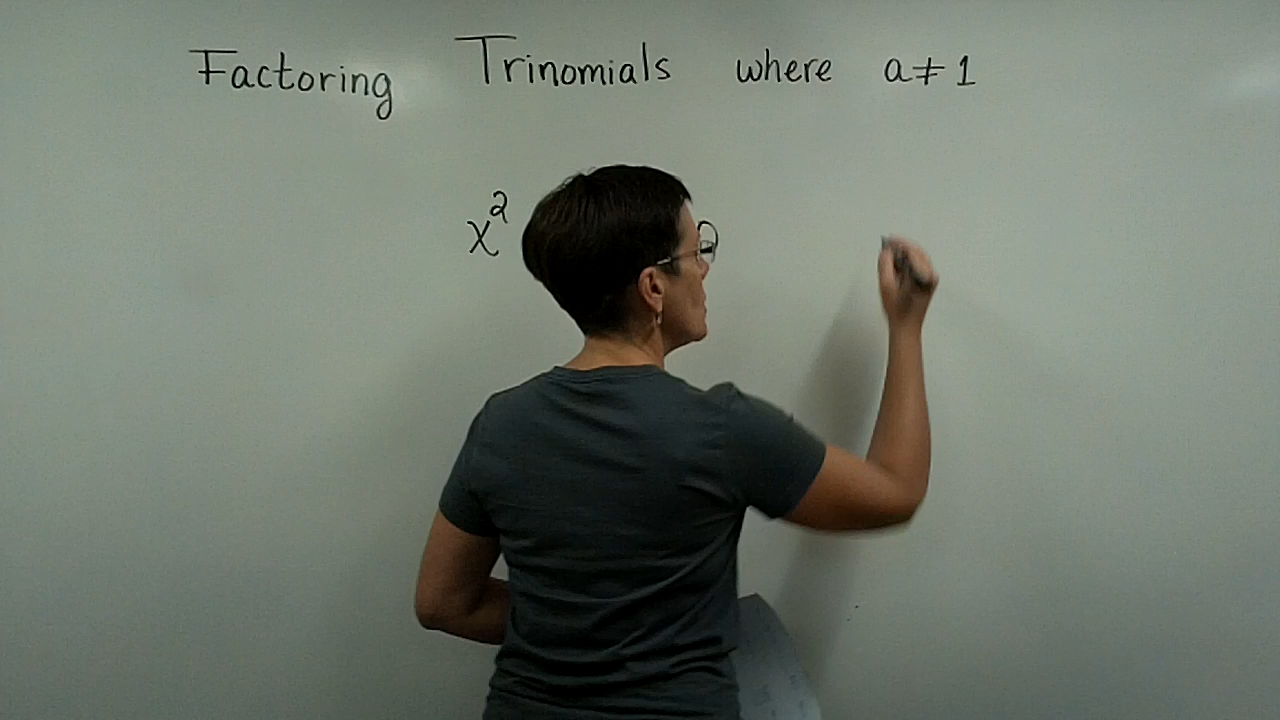 Factoring Trinomials where a≠1
x²